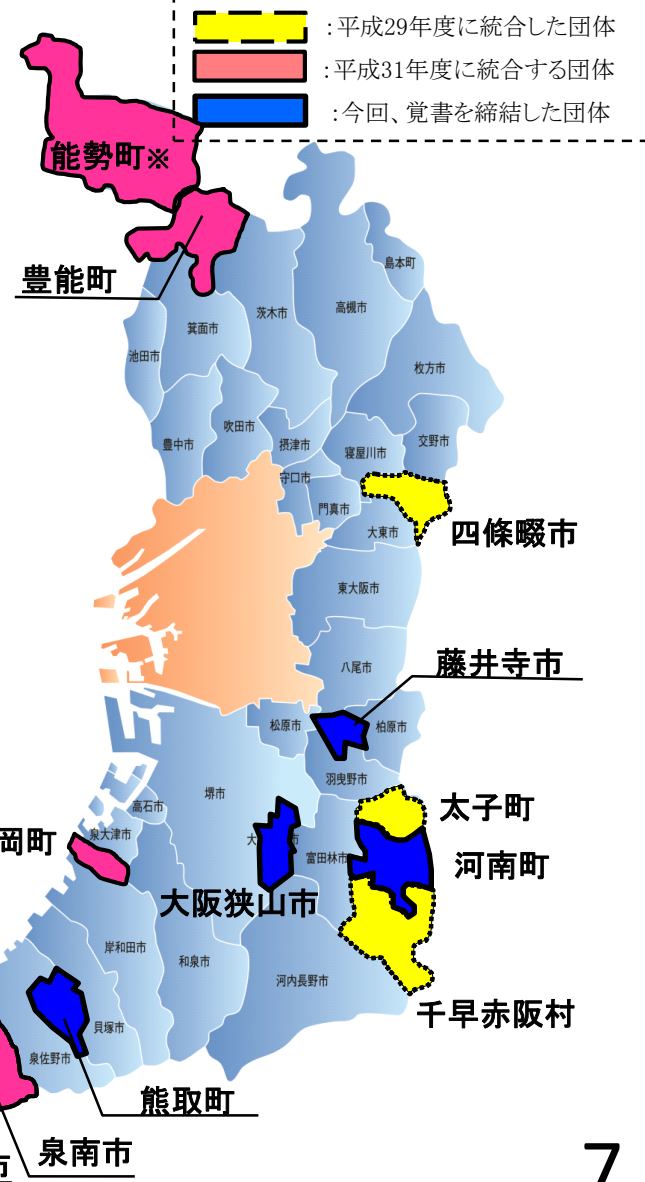 :平成29年度に統合した団体
:平成31年度に統合する団体
:今回、覚書を締結した団体
能勢町※
豊能町
島本町
高槻市
茨木市
箕面市
池田市
枚方市
豊中市
吹田市
摂津市
寝屋川市
交野市
守口市
門真市
大東市
四條畷市
東大阪市
八尾市
藤井寺市
松原市
柏原市
羽曳野市
堺市
高石市
泉大津市
岡町
太子町
河南町
富田林市
大阪狭山市
岸和田市
和泉市
河内長野市
千早赤阪村
貝塚市
泉佐野市
熊取町
泉南市
7